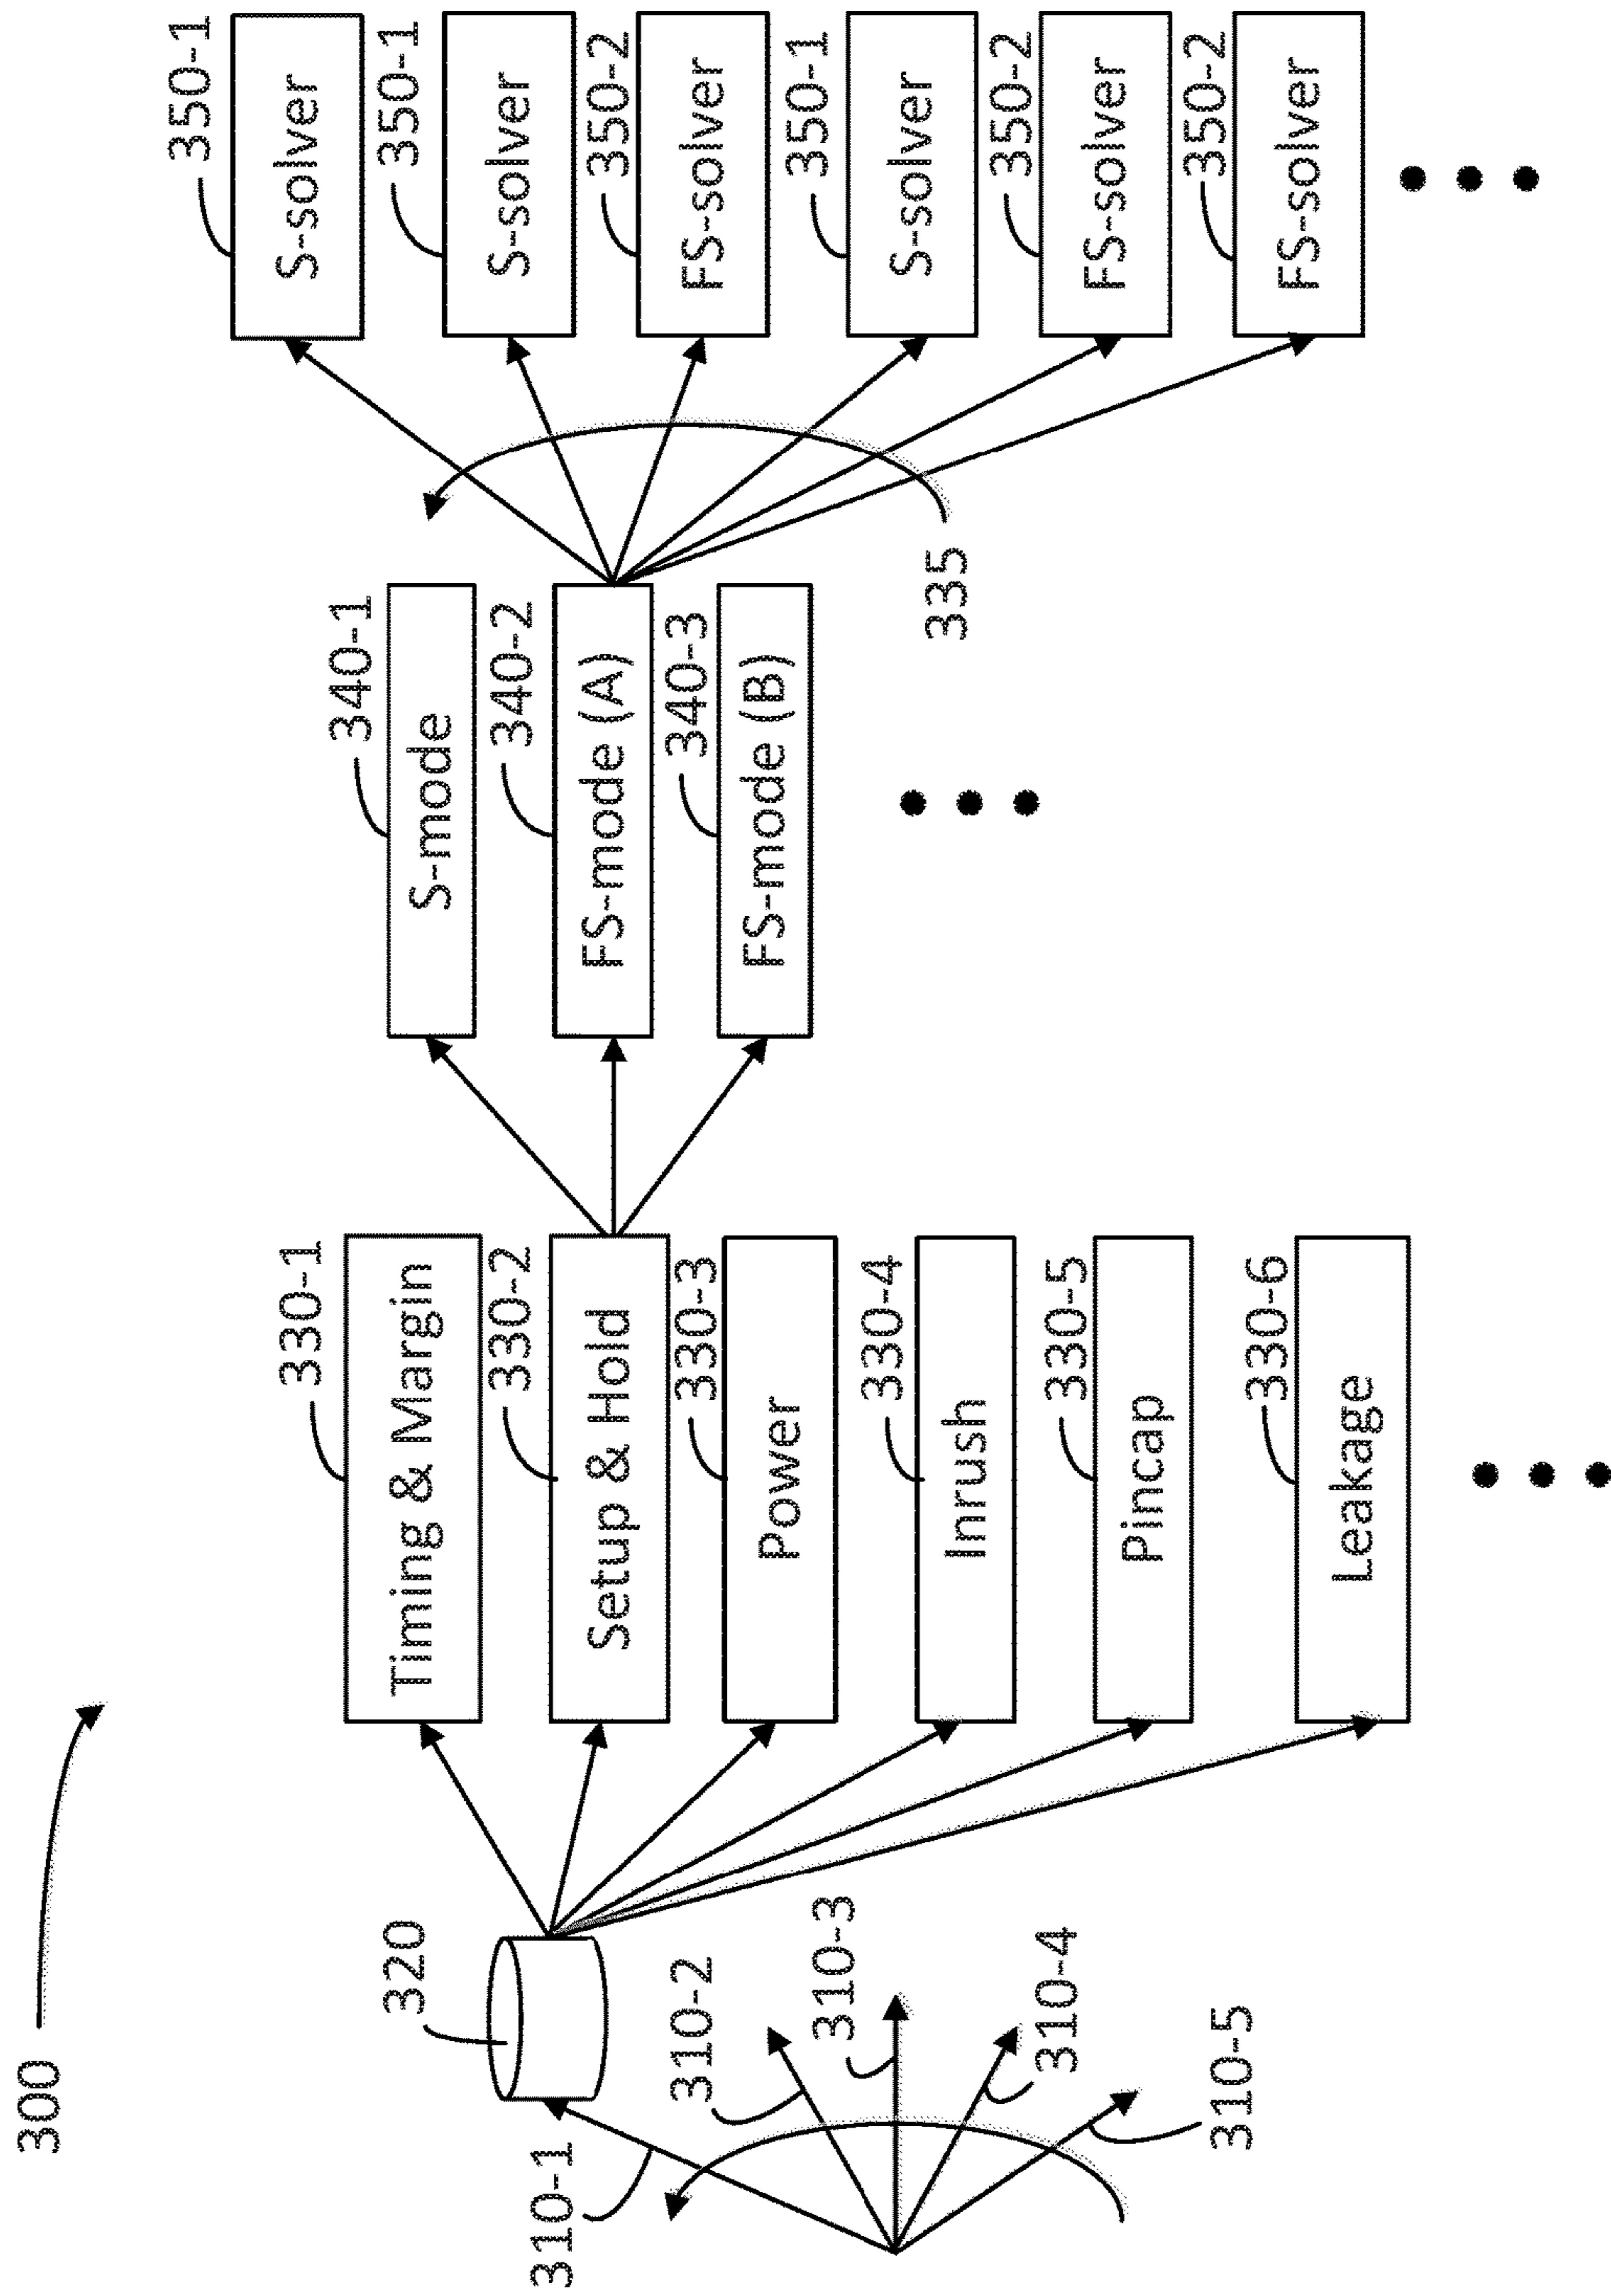 300
310-1
310-2
310-3
310-4
310-5
320
330-1
Timing & Margin
330-2
Setup & Hold
330-3
Power
330-4
Inrush
330-5
Pincap
330-6
Leakage
340-1
S-mode
340-2
FS-mode (A)
340-3
FS-mode (B)
335
350-1
S-solver
350-1
S-solver
350-2
FS-solver
350-1
S-solver
350-2
FS-solver
350-2
FS-solver